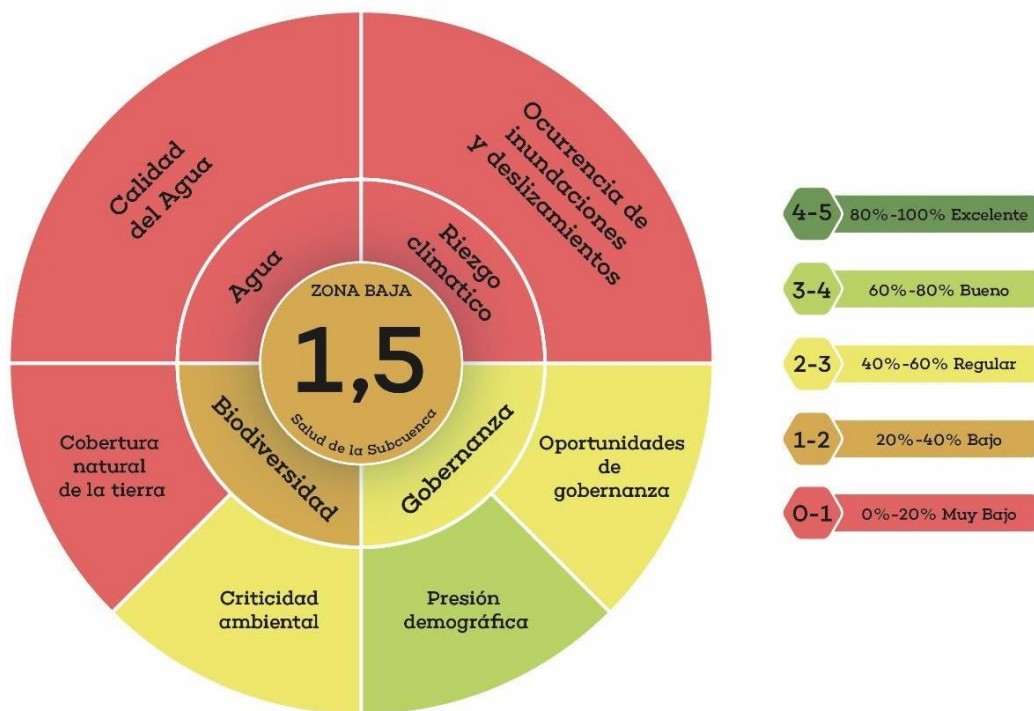 Calidad
del Agua
Ocurrencia de
inundaciones
y deslizamientos
Agua
Riezgo
climatico
ZONA BAJA
1,5
Salud de la Subcuenca
Biodiversidad
Gobernanza
Cobertura
natural
de la tierra
Oportunidades
de
gobernanza
Criticidad
ambiental
Presión
demográfica
4-5 80%-100% Excelente
3-4 60%-80% Bueno
2-3 40%-60% Regular
1-2 20%-40% Bajo
0-1 0%-20% Muy Bajo